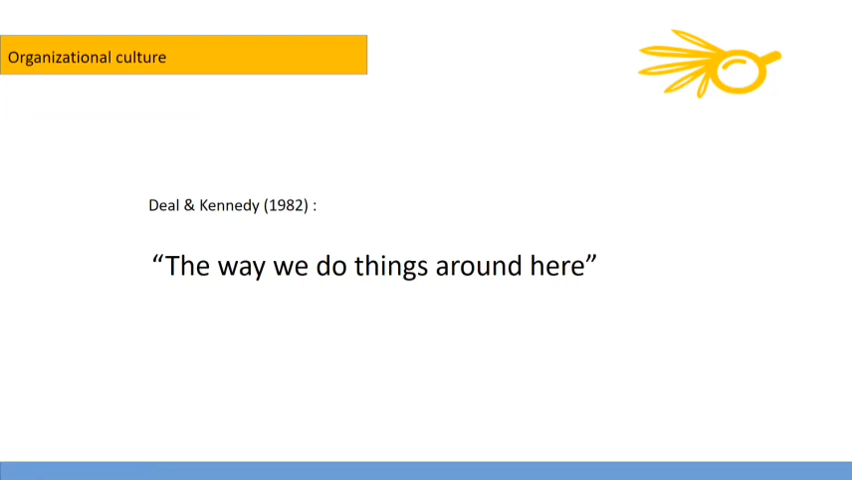 Organizational culture
Deal & Kennedy (1982) :
“The way we do things around here”